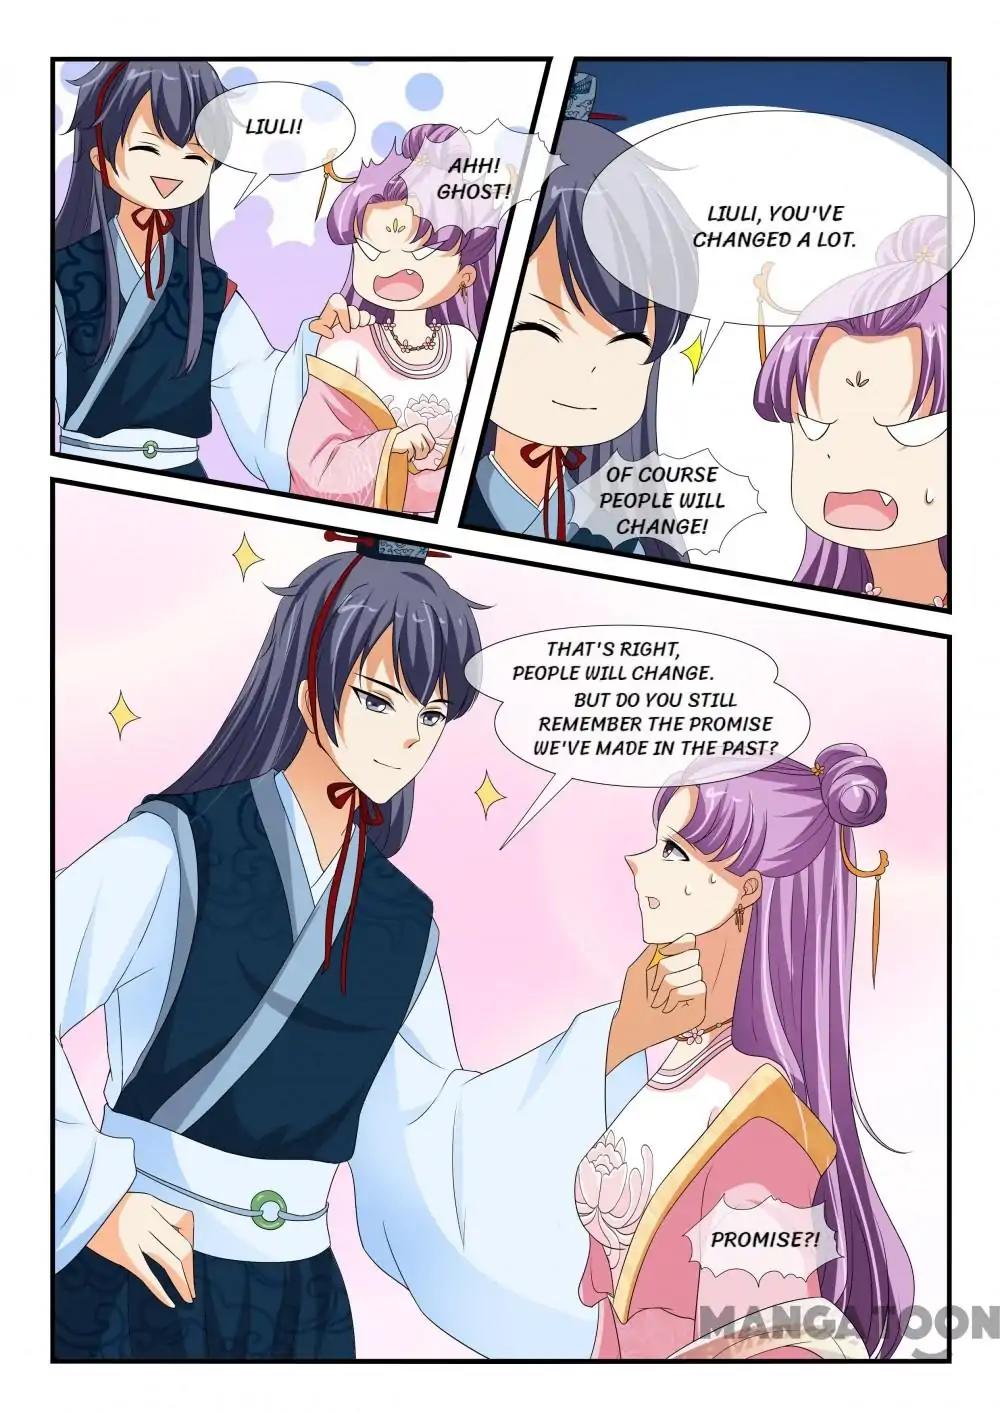 LIULI!
AHH!
GHOST!
LIULI, YOU'VE
CHANGED A LOT.
OF COURSE
PEOPLE WILL
CHANGE!
THAT'S RIGHT,
PEOPLE WILL CHANGE.
BUT DO YOU STILL
REMEMBER THE PROMISE
WE'VE MADE IN THE PAST?
PROMISE?!
MANGATOON